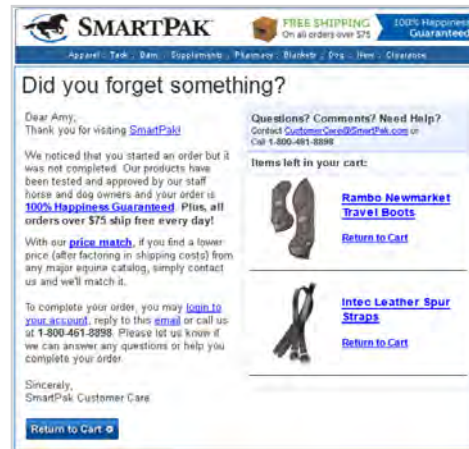 SMARTPAK
FREE SHIPPING
On all orders over $75
100% Happiness
Guaranteed
Apparel Tack Barn Supplements Pharmacy Blankets Dog New Clearance
Did you forget something?
Dear Amy,
Thank you for visiting SmartPak!
We noticed that you started an order but it
was not completed. Our products have
been tested and approved by our staff
horse and dog owners and your order is
100% Happiness Guaranteed. Plus, all
orders over $75 ship free every day!
With our price match, if you find a lower
price (after factoring in shipping costs) from
any major equine catalog, simply contact
us and we'll match it.
To complete your order, you may login to
your account, reply to this email or call us
at 1-800-461-8898. Please let us know if
we can answer any questions or help you
complete your order.
Sincerely,
SmartPak Customer Care
Return to Cart
Questions? Comments? Need Help?
Contact CustomerCare@SmartPak.com or
Call 1-800-461-8898
Items left in your cart:
Rambo Newmarket
Travel Boots
Return to Cart
Intec Leather Spur
Straps
Return to Cart